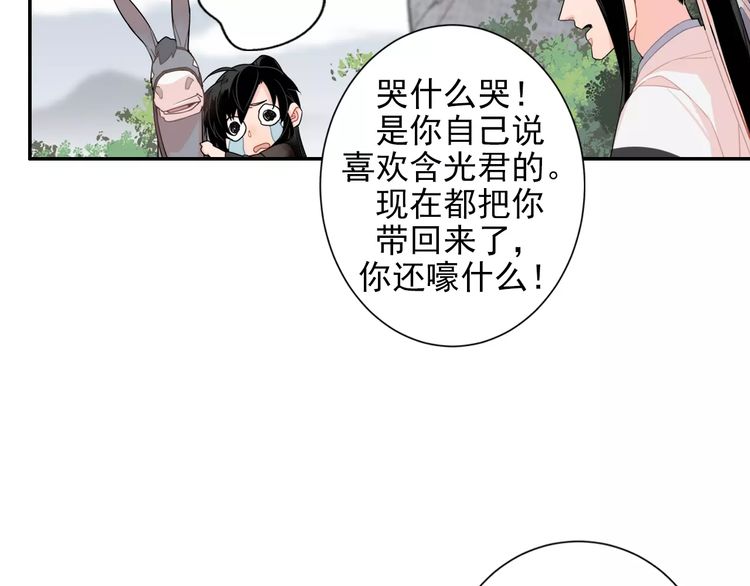 哭什么哭！
是你自己说
喜欢含光君的。
现在都把你
带回来了，
你还嚎什么！